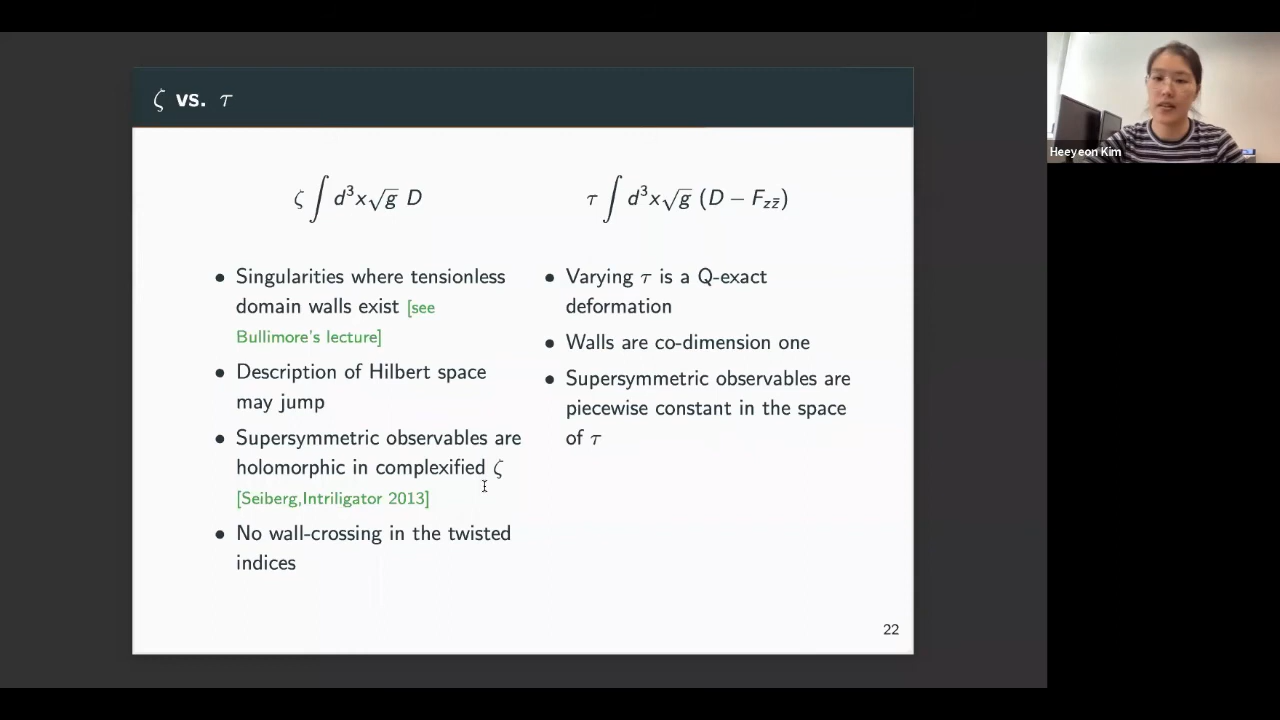 ζ vs. τ
ζ ∫ d³x√g D
τ ∫ d³x√g (D − F_{zz̄})
• Singularities where tensionless
domain walls exist [see
Bullimore's lecture]
• Description of Hilbert space
may jump
• Supersymmetric observables are
holomorphic in complexified ζ
[Seiberg,Intriligator 2013]
• No wall-crossing in the twisted
indices
• Varying τ is a Q-exact
deformation
• Walls are co-dimension one
• Supersymmetric observables are
piecewise constant in the space
of τ
22
Heeyeon Kim